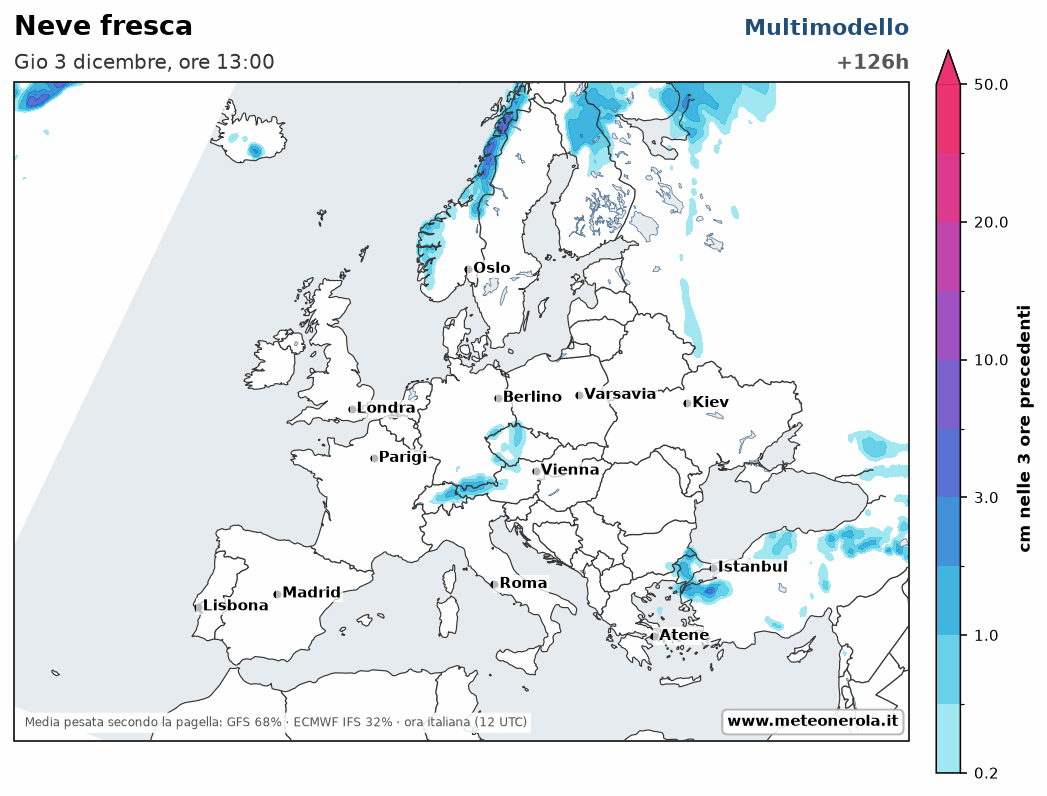 Neve fresca
Multimodello
Gio 3 dicembre, ore 13:00
+126h
50.0
20.0
10.0
3.0
1.0
0.2
cm nelle 3 ore precedenti
Oslo
Berlino
Varsavia
Kiev
Londra
Parigi
Vienna
Istanbul
Roma
Madrid
Lisbona
Atene
Media pesata secondo la pagella: GFS 68% · ECMWF IFS 32% · ora italiana (12 UTC)
www.meteonerola.it